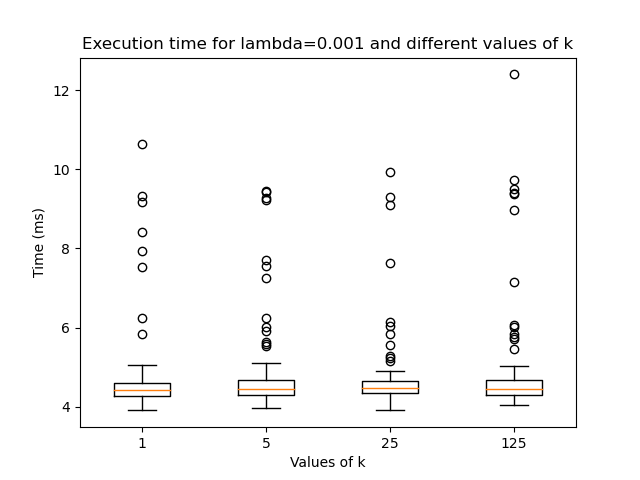 Execution time for lambda=0.001 and different values of k
Time (ms)
12
10
8
6
4
1 5 25 125
Values of k